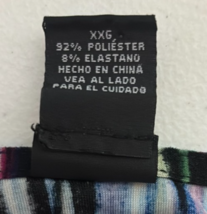 XXG
92% POLIÉSTER
8% ELASTANO
HECHO EN CHINA
VEA AL LADO
PARA EL CUIDADO